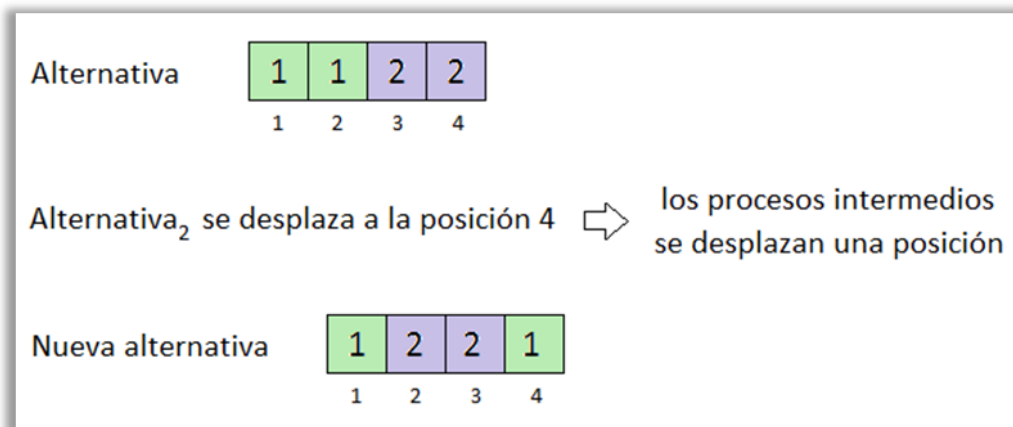 Alternativa 1 1 2 2
1 2 3 4
Alternativa₂ se desplaza a la posición 4
los procesos intermedios
se desplazan una posición
Nueva alternativa 1 2 2 1
1 2 3 4